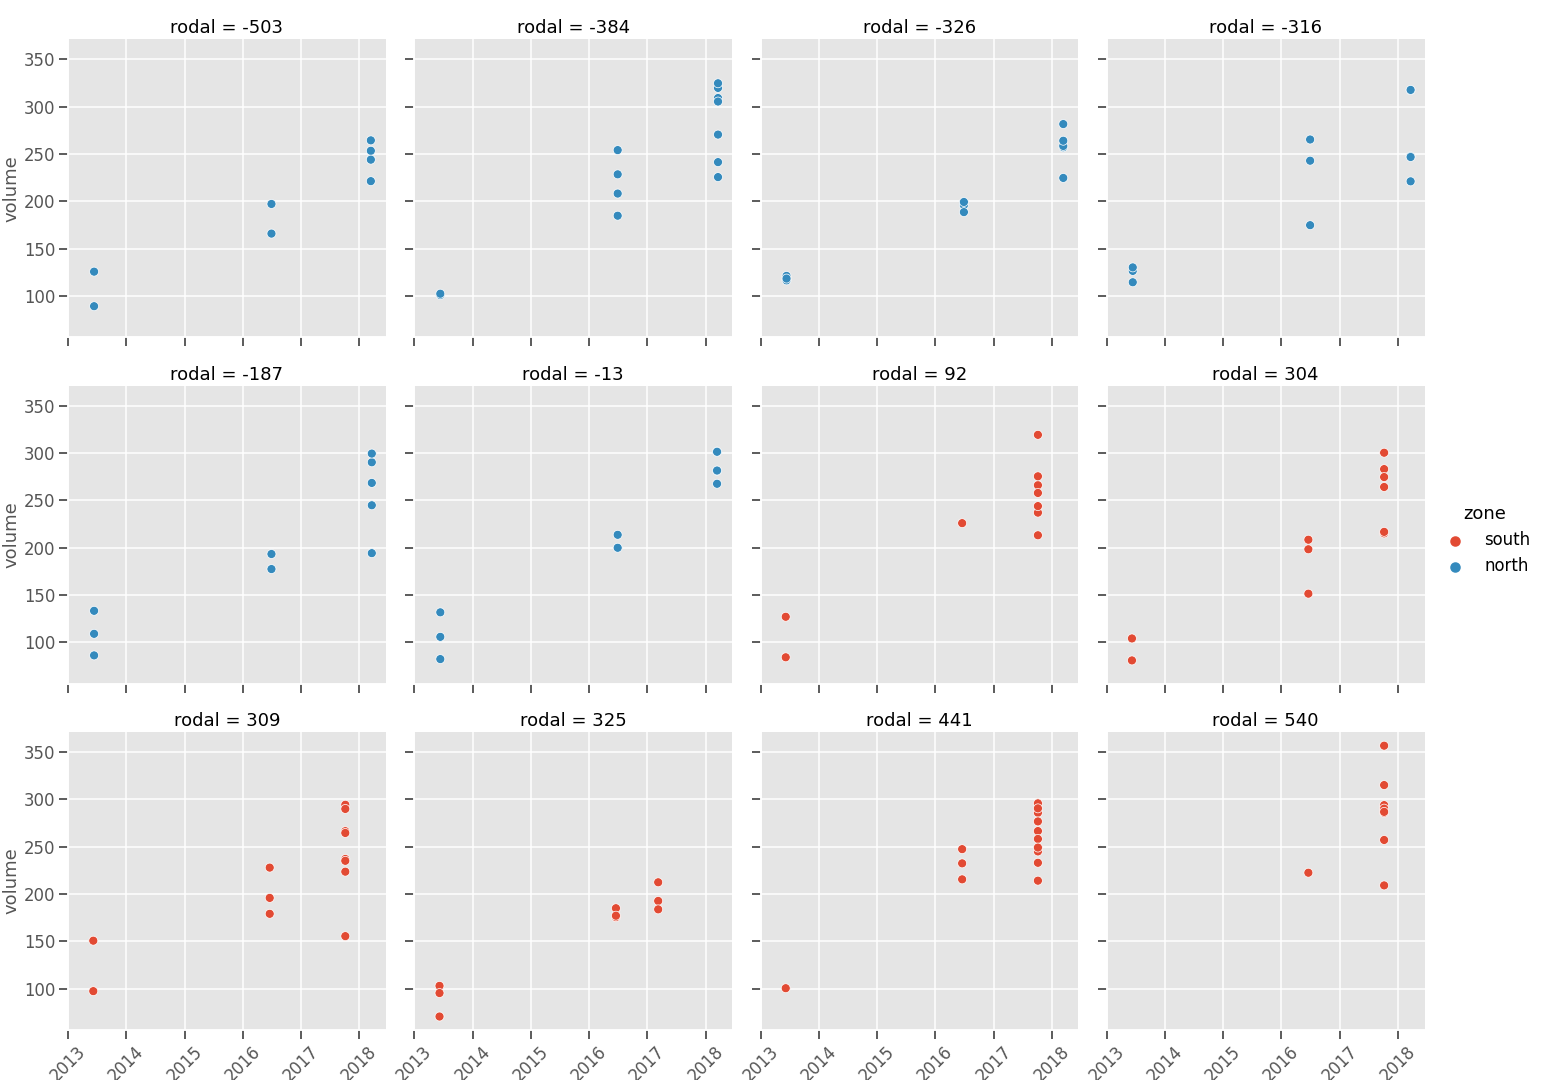 rodal = -503
rodal = -384
rodal = -326
rodal = -316
350
300
250
200
150
100
volume
rodal = -187
rodal = -13
rodal = 92
rodal = 304
350
300
250
200
150
100
volume
zone
south
north
rodal = 309
rodal = 325
rodal = 441
rodal = 540
350
300
250
200
150
100
volume
2013 2014 2015 2016 2017 2018
2013 2014 2015 2016 2017 2018
2013 2014 2015 2016 2017 2018
2013 2014 2015 2016 2017 2018